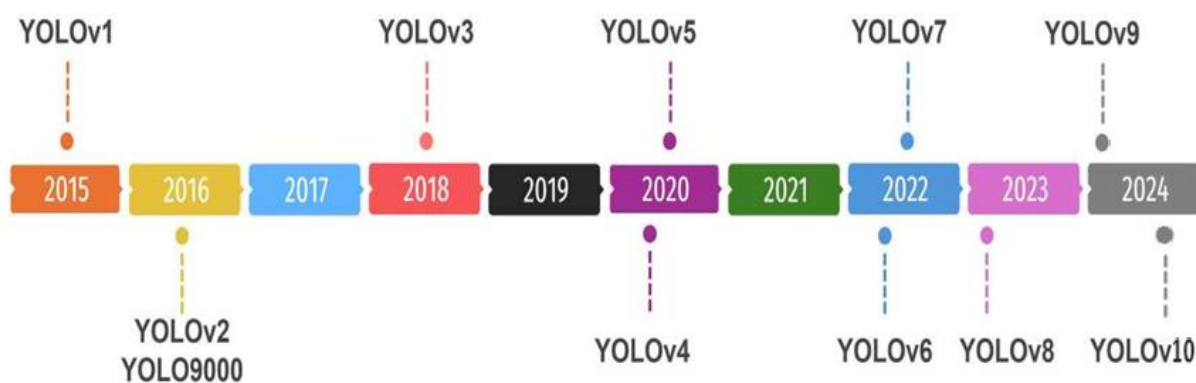 YOLOv1 YOLOv3 YOLOv5 YOLOv7 YOLOv9
2015 2016 2017 2018 2019 2020 2021 2022 2023 2024
YOLOv2
YOLO9000
YOLOv4 YOLOv6 YOLOv8 YOLOv10